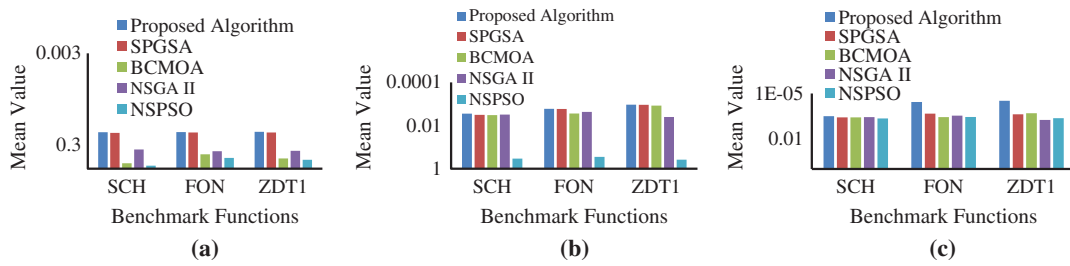 Proposed Algorithm
SPGSA
BCMOA
NSGA II
NSPSO
0.003
0.3
Mean Value
SCH FON ZDT1
Benchmark Functions
(a)
Proposed Algorithm
SPGSA
BCMOA
NSGA II
NSPSO
0.0001
0.01
1
Mean Value
SCH FON ZDT1
Benchmark Functions
(b)
Proposed Algorithm
SPGSA
BCMOA
NSGA II
NSPSO
1E-05
0.01
Mean Value
SCH FON ZDT1
Benchmark Functions
(c)